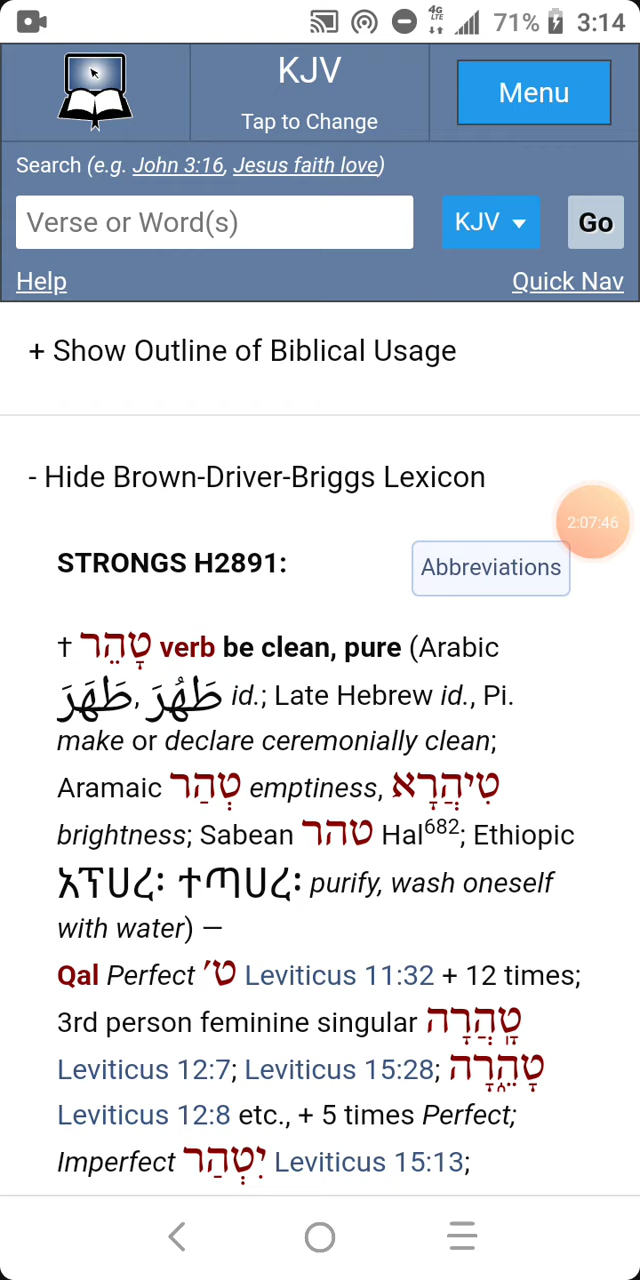 71% 3:14
KJV
Tap to Change
Menu
Search (e.g. John 3:16, Jesus faith love)
Verse or Word(s)
KJV
Go
Help
Quick Nav
+ Show Outline of Biblical Usage
- Hide Brown-Driver-Briggs Lexicon
2:07:46
STRONGS H2891:
Abbreviations
† טָהֵר verb be clean, pure (Arabic
طَهَرَ, طَهُرَ id.; Late Hebrew id., Pi.
make or declare ceremonially clean;
Aramaic טְהַר emptiness, טִיהֲרָא
brightness; Sabean טהר Hal682; Ethiopic
አፕሀረ፡ ተጣሀረ፡ purify, wash oneself
with water) —
Qal Perfect ט׳ Leviticus 11:32 + 12 times;
3rd person feminine singular טָֽהֲרָה
Leviticus 12:7; Leviticus 15:28; טָהֵ֑רָה
Leviticus 12:8 etc., + 5 times Perfect;
Imperfect יִטְהַר Leviticus 15:13;